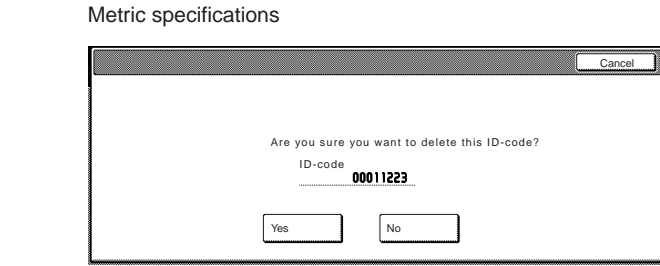 Metric specifications
Cancel
Are you sure you want to delete this ID-code?
ID-code
00011223
Yes No